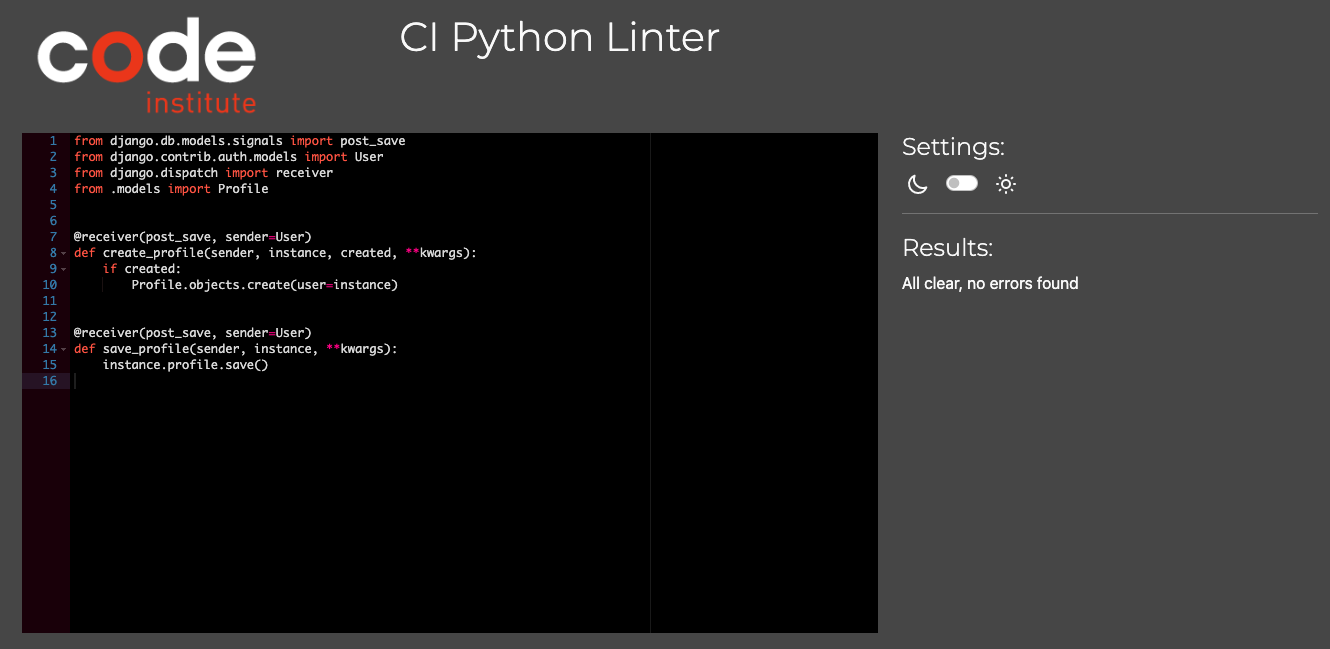 code
institute
CI Python Linter
1 from django.db.models.signals import post_save
2 from django.contrib.auth.models import User
3 from django.dispatch import receiver
4 from .models import Profile
5
6
7 @receiver(post_save, sender=User)
8 def create_profile(sender, instance, created, **kwargs):
9     if created:
10         Profile.objects.create(user=instance)
11
12
13 @receiver(post_save, sender=User)
14 def save_profile(sender, instance, **kwargs):
15     instance.profile.save()
16
Settings:
Results:
All clear, no errors found